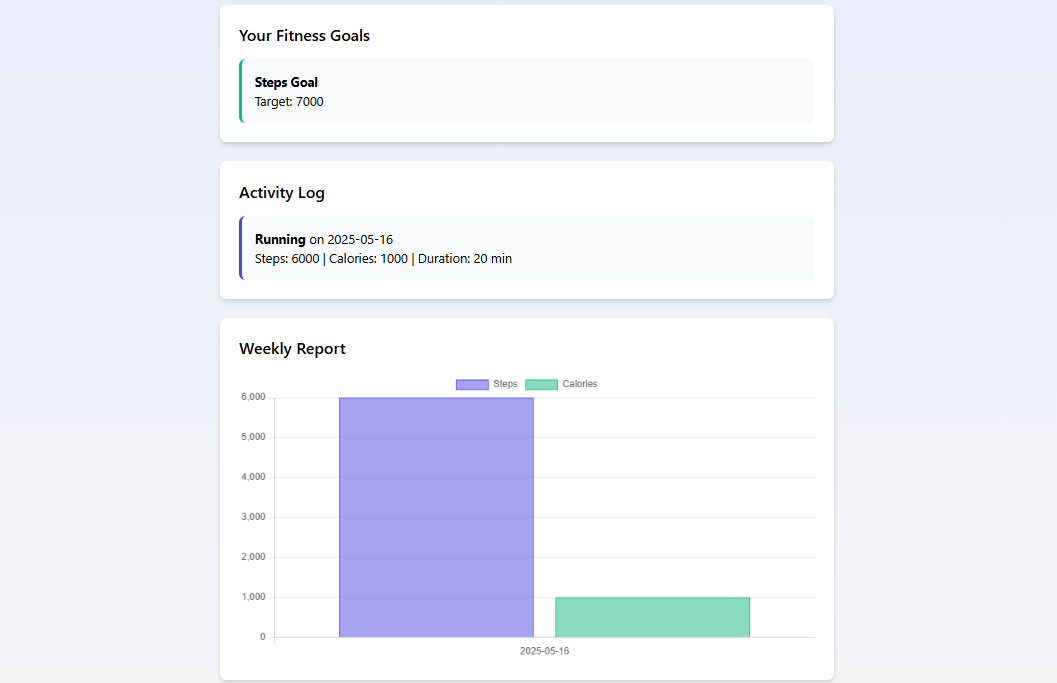 Your Fitness Goals
Steps Goal
Target: 7000
Activity Log
Running on 2025-05-16
Steps: 6000 | Calories: 1000 | Duration: 20 min
Weekly Report
Steps Calories
6,000
5,000
4,000
3,000
2,000
1,000
0
2025-05-16